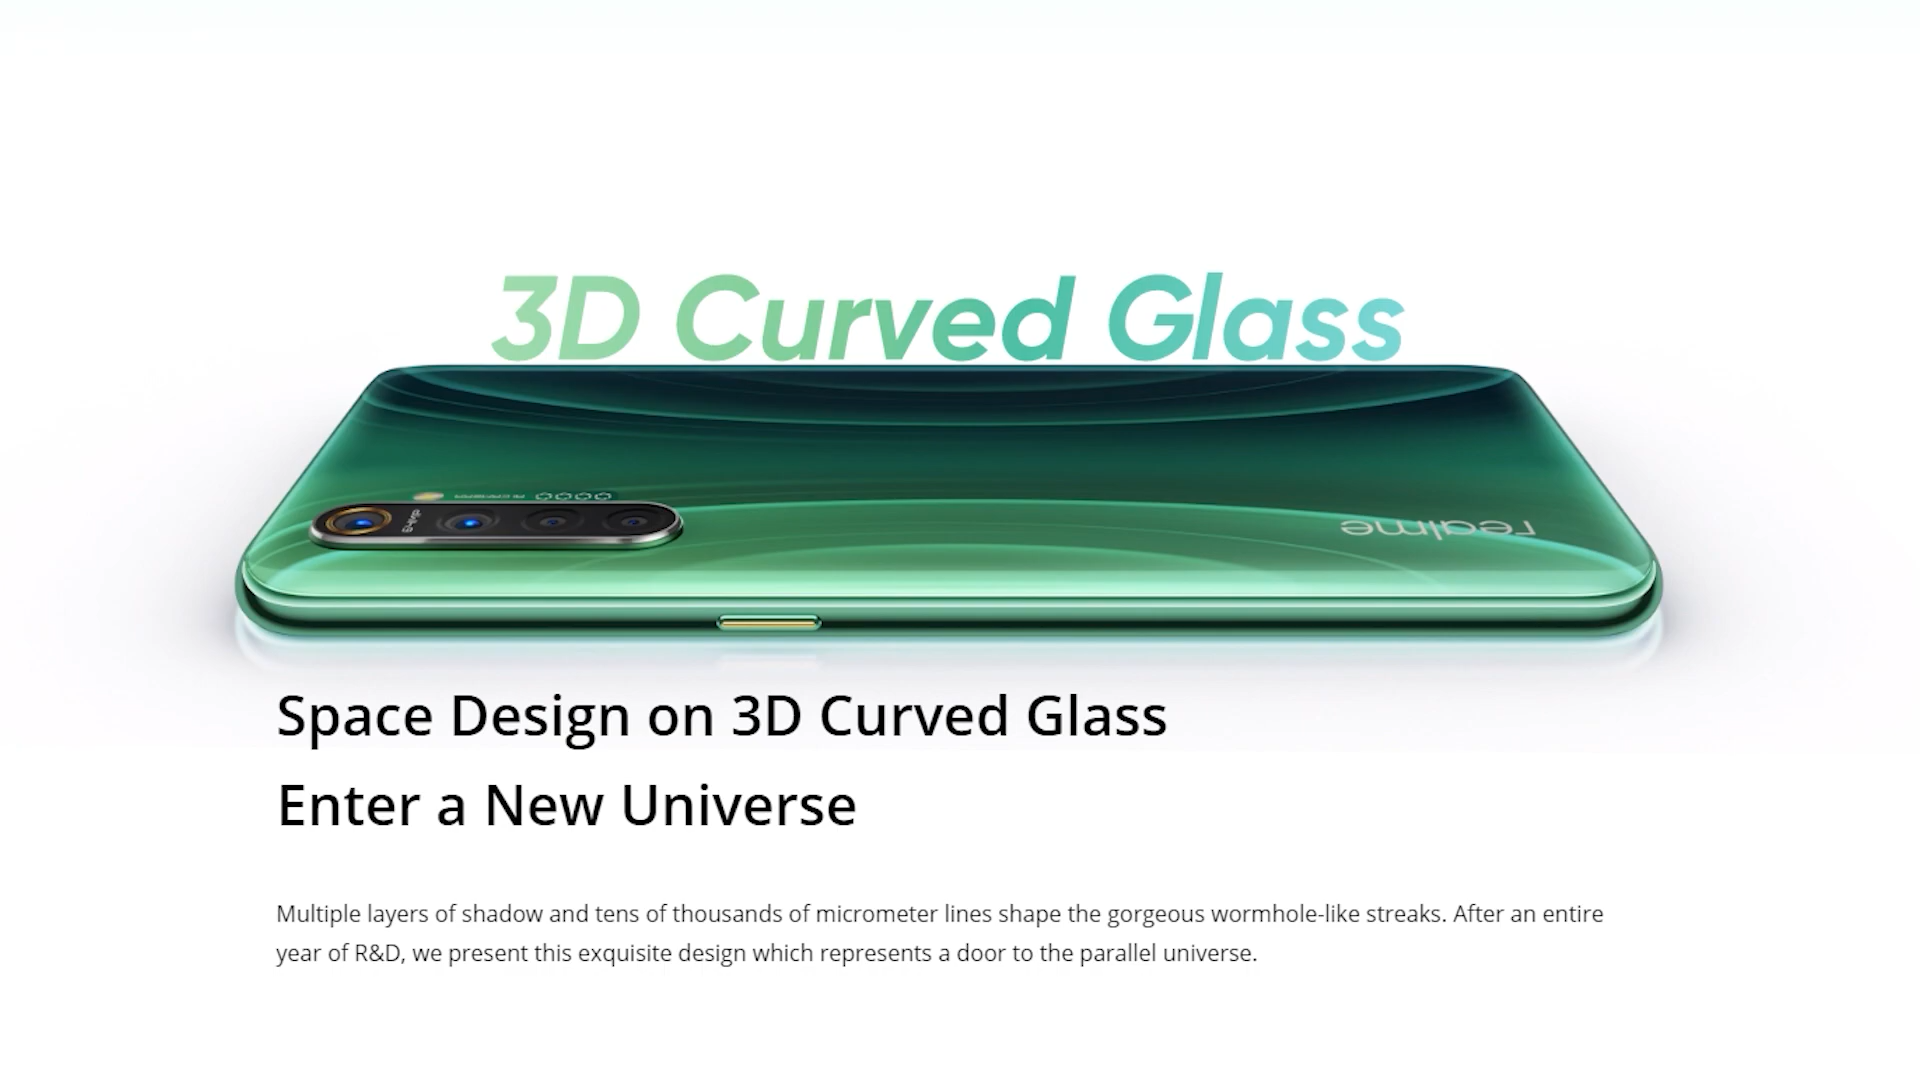 3D Curved Glass
realme
Space Design on 3D Curved Glass
Enter a New Universe
Multiple layers of shadow and tens of thousands of micrometer lines shape the gorgeous wormhole-like streaks. After an entire
year of R&D, we present this exquisite design which represents a door to the parallel universe.